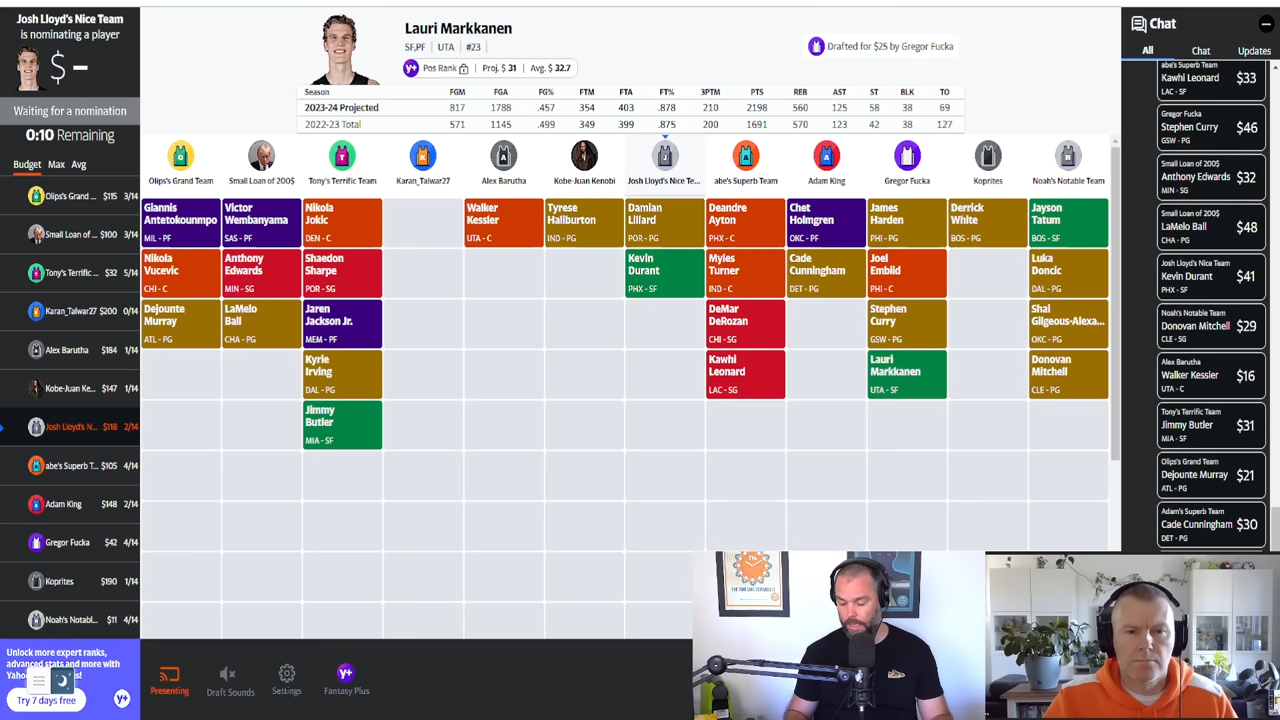 Josh Lloyd's Nice Team
is nominating a player
$ –
Waiting for a nomination
0:10 Remaining
Budget Max Avg
Olips's Grand ... $115 3/14
Small Loan of ... $100 3/14
Tony's Terrific ... $32 5/14
Karan_Talwar27 $200 0/14
Alex Barutha $184 1/14
Kobe-Juan Ke... $147 1/14
Josh Lloyd's N... $118 2/14
abe's Superb T... $105 4/14
Adam King $148 2/14
Gregor Fucka $42 4/14
Koprites $190 1/14
Noah's Notabl... $11 4/14
Unlock more expert ranks,
advanced stats and more with
Try 7 days free
y+
Lauri Markkanen
SF,PF UTA #23
y+ Pos Rank Proj. $ 31 Avg. $ 32.7
y+ Drafted for $25 by Gregor Fucka
Season FGM FGA FG% FTM FTA FT% 3PTM PTS REB AST ST BLK TO
2023-24 Projected 817 1788 .457 354 403 .878 210 2198 560 125 58 38 69
2022-23 Total 571 1145 .499 349 399 .875 200 1691 570 123 42 38 127
Olips's Grand Team Small Loan of 200$ Tony's Terrific Team Karan_Talwar27 Alex Barutha Kobe-Juan Kenobi Josh Lloyd's Nice Te... abe's Superb Team Adam King Gregor Fucka Koprites Noah's Notable Team
Giannis Victor Nikola Walker Tyrese Damian Deandre Chet James Derrick Jayson
Antetokounmpo Wembanyama Jokic Kessler Haliburton Lillard Ayton Holmgren Harden White Tatum
MIL - PF SAS - PF DEN - C UTA - C IND - PG POR - PG PHX - C OKC - PF PHI - PG BOS - PG BOS - SF
Nikola Anthony Shaedon Kevin Myles Cade Joel Luka
Vucevic Edwards Sharpe Durant Turner Cunningham Embiid Doncic
CHI - C MIN - SG POR - SG PHX - SF IND - C DET - PG PHI - C DAL - PG
Dejounte LaMelo Jaren DeMar Stephen Shai
Murray Ball Jackson Jr. DeRozan Curry Gilgeous-Alexa...
ATL - PG CHA - PG MEM - PF CHI - SG GSW - PG OKC - PG
Kyrie Kawhi Lauri Donovan
Irving Leonard Markkanen Mitchell
DAL - PG LAC - SG UTA - SF CLE - PG
Jimmy
Butler
MIA - SF
Presenting Draft Sounds Settings Fantasy Plus
Chat
All Chat Updates
abe's Superb Team
Kawhi Leonard $33
LAC - SF
Gregor Fucka
Stephen Curry $46
GSW - PG
Small Loan of 200$
Anthony Edwards $32
MIN - SG
Small Loan of 200$
LaMelo Ball $48
CHA - PG
Josh Lloyd's Nice Team
Kevin Durant $41
PHX - SF
Noah's Notable Team
Donovan Mitchell $29
CLE - SG
Alex Barutha
Walker Kessler $16
UTA - C
Tony's Terrific Team
Jimmy Butler $31
MIA - SF
Olips's Grand Team
Dejounte Murray $21
ATL - PG
Adam's Superb Team
Cade Cunningham $30
DET - PG